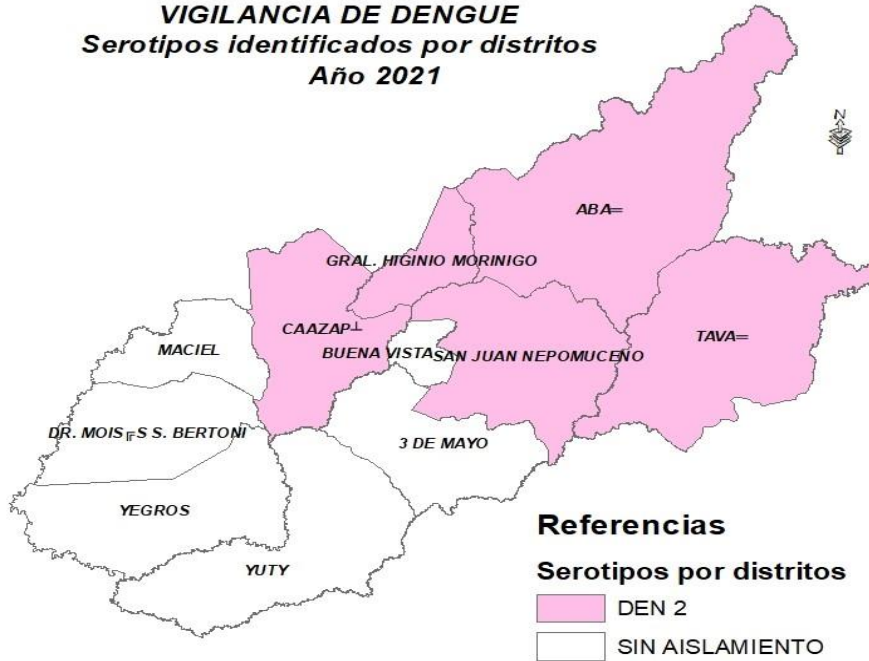 VIGILANCIA DE DENGUE
Serotipos identificados por distritos
Año 2021
N
ABA═
GRAL. HIGINIO MORINIGO
CAAZAP┴
TAVA═
MACIEL
BUENA VISTA
SAN JUAN NEPOMUCENO
DR. MOIS╔S S. BERTONI
3 DE MAYO
YEGROS
YUTY
Referencias
Serotipos por distritos
DEN 2
SIN AISLAMIENTO